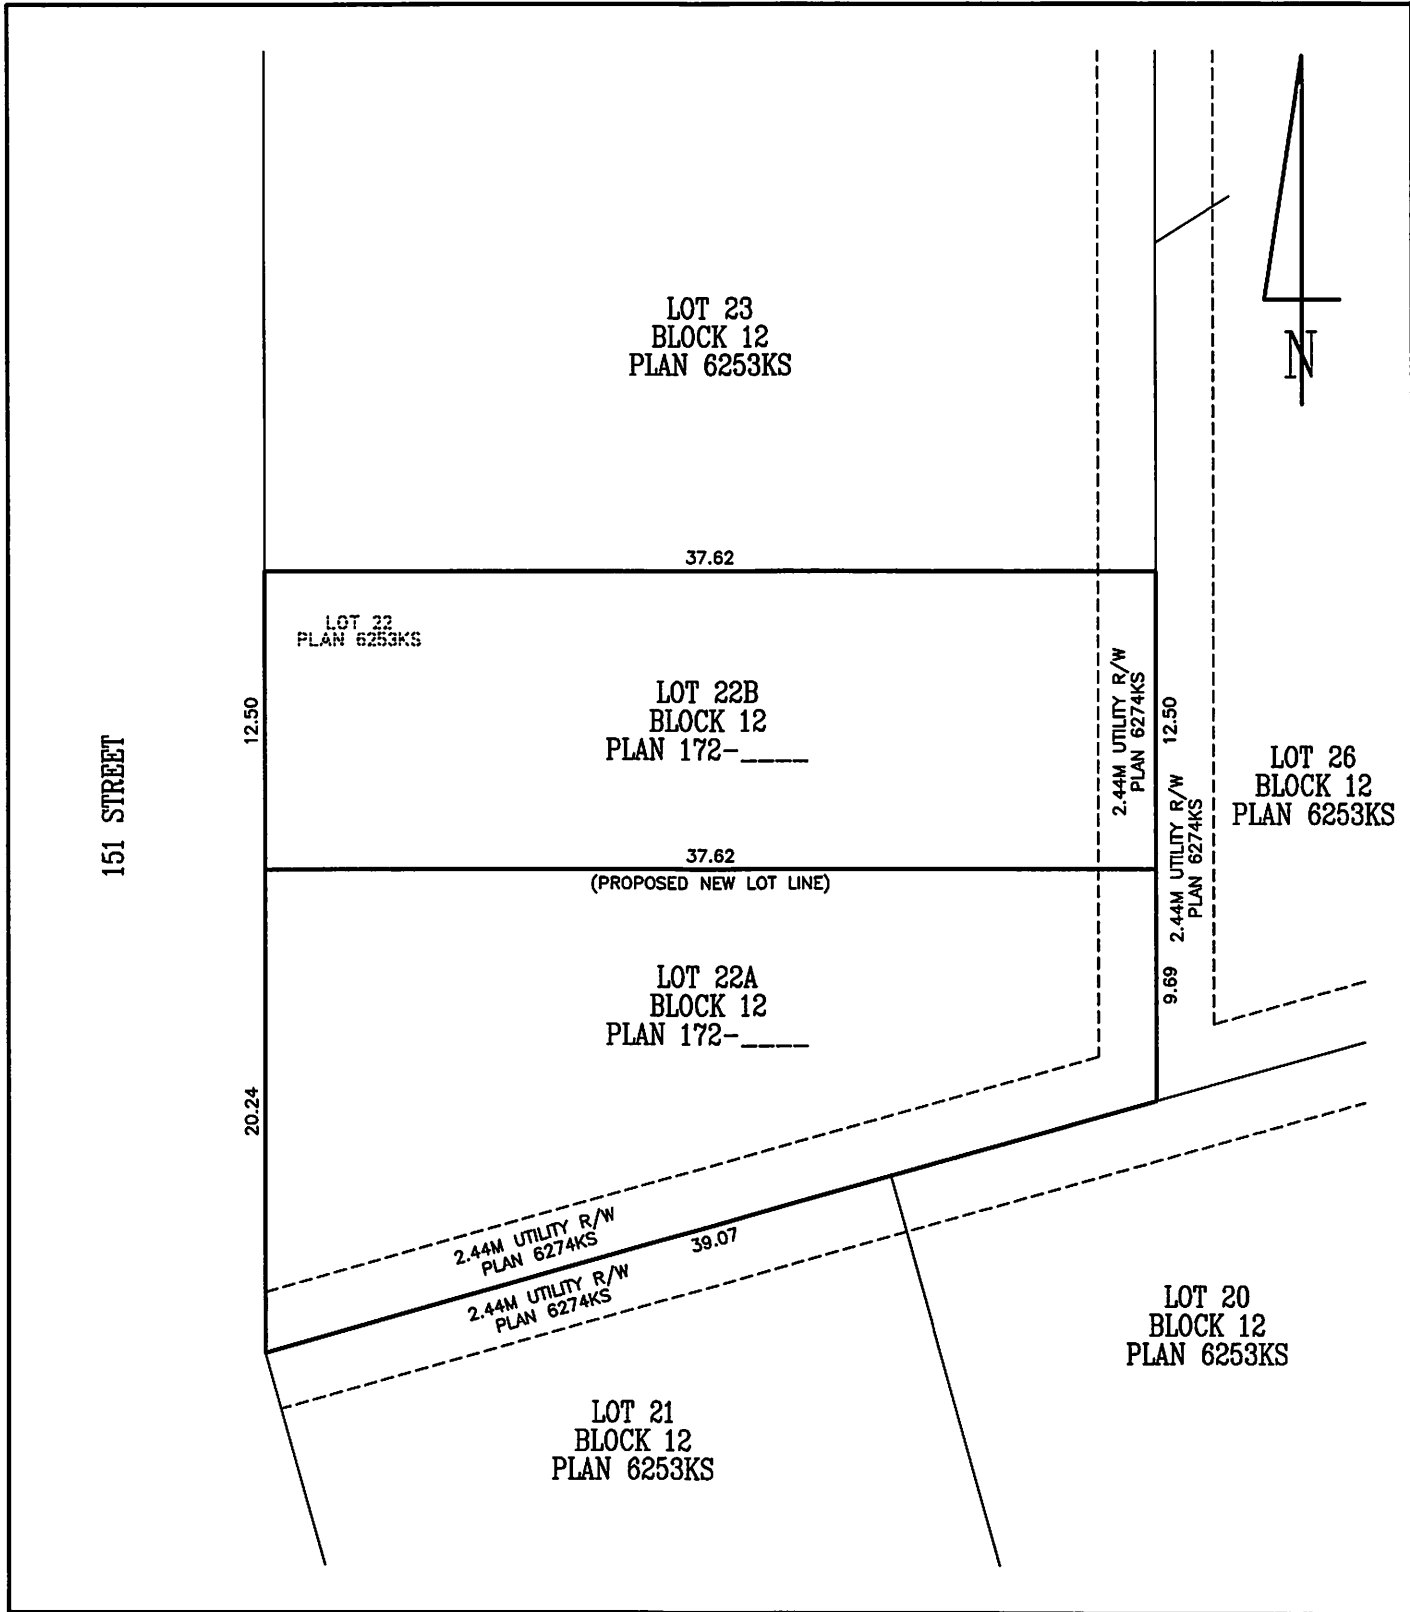 N
LOT 23
BLOCK 12
PLAN 6253KS
37.62
LOT 22
PLAN 6253KS
12.50
LOT 22B
BLOCK 12
PLAN 172-____
2.44M UTILITY R/W
PLAN 6274KS
12.50
151 STREET
LOT 26
BLOCK 12
PLAN 6253KS
2.44M UTILITY R/W
PLAN 6274KS
37.62
(PROPOSED NEW LOT LINE)
LOT 22A
BLOCK 12
PLAN 172-____
9.69
20.24
2.44M UTILITY R/W
PLAN 6274KS
39.07
2.44M UTILITY R/W
PLAN 6274KS
LOT 20
BLOCK 12
PLAN 6253KS
LOT 21
BLOCK 12
PLAN 6253KS